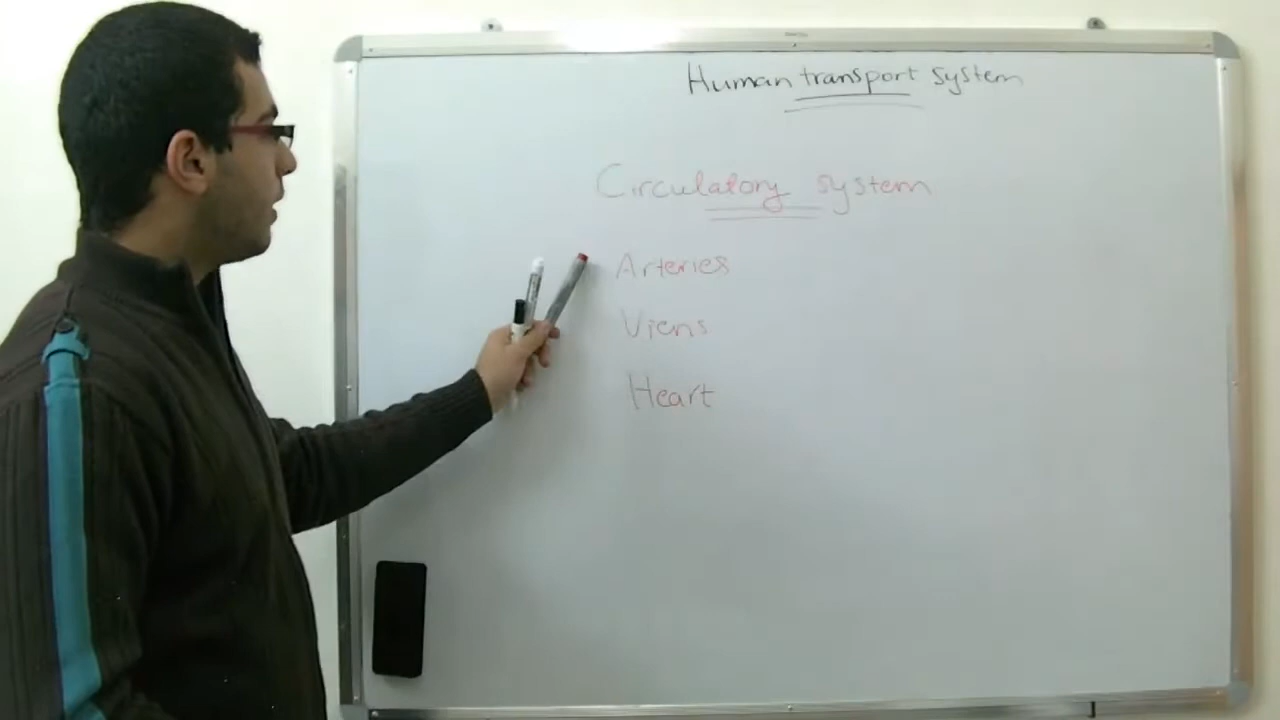 Human transport system
Circulatory system
Arteries
Viens
Heart